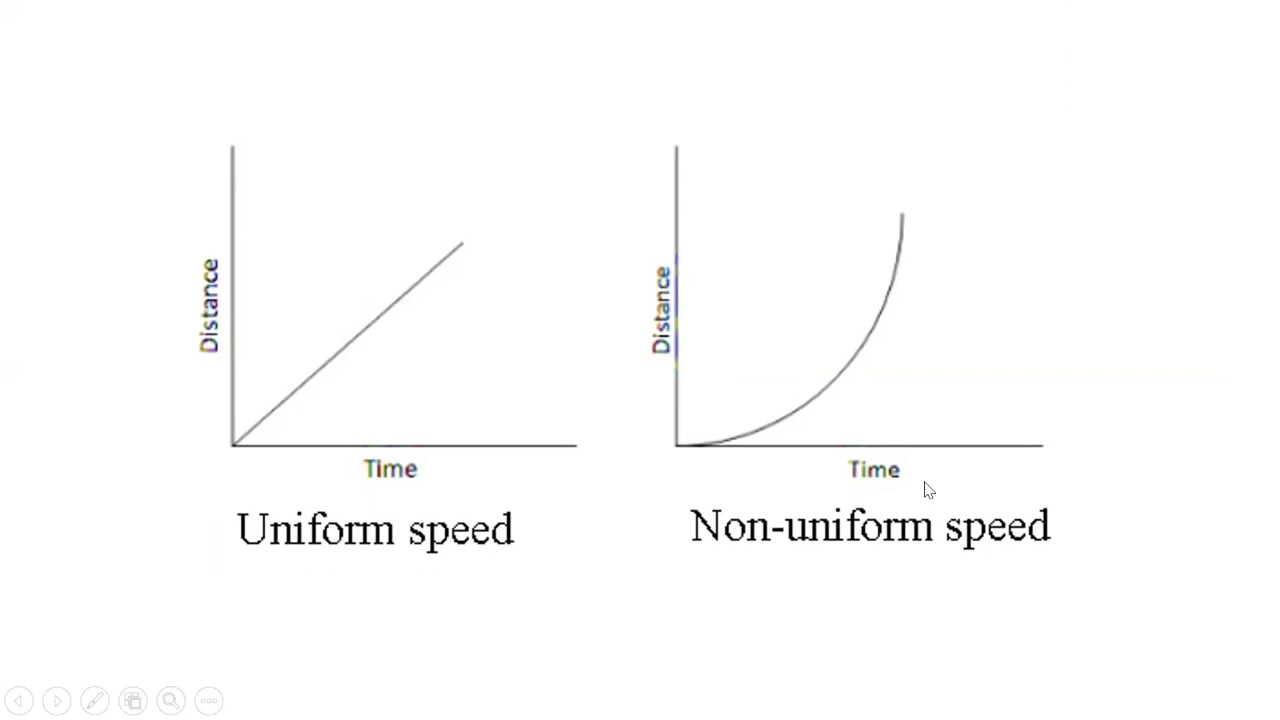 Distance
Time
Uniform speed
Distance
Time
Non-uniform speed